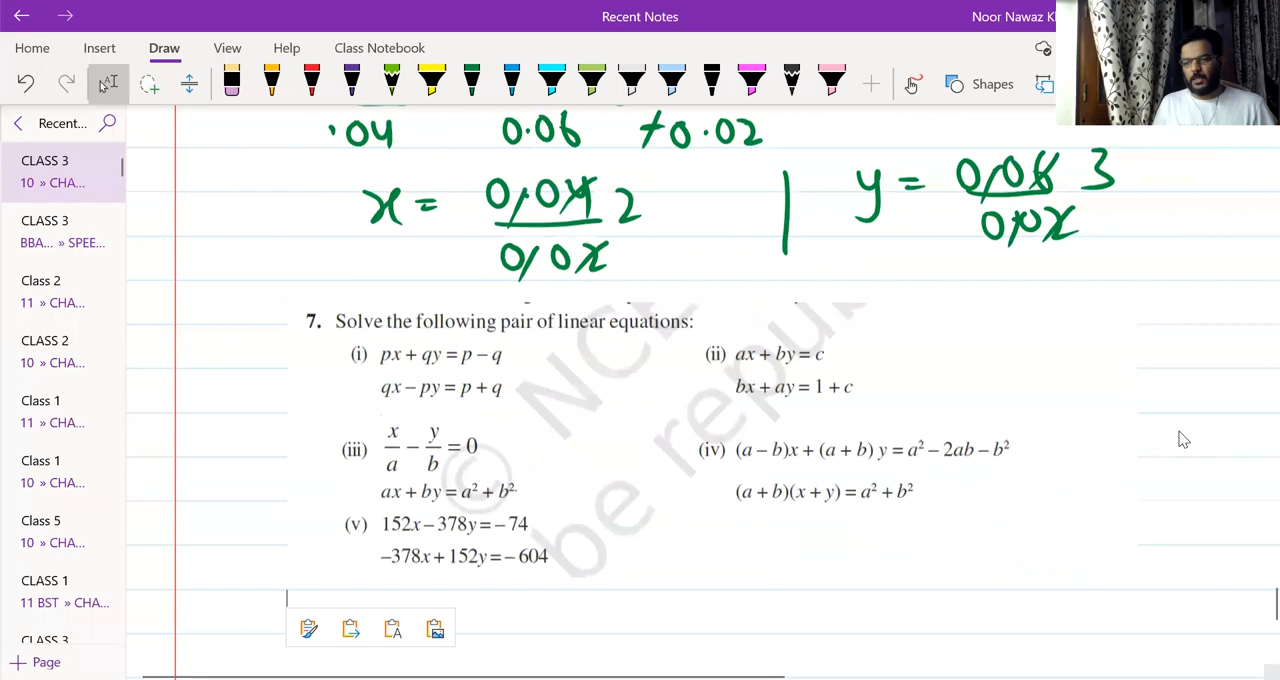 Recent Notes
Noor Nawaz
Home Insert Draw View Help Class Notebook
Shapes
Recent...
CLASS 3
10 » CHA...
CLASS 3
BBA... » SPEE...
Class 2
11 » CHA...
CLASS 2
10 » CHA...
Class 1
11 » CHA...
Class 1
10 » CHA...
Class 5
10 » CHA...
CLASS 1
11 BST » CHA...
CLASS 3
Page
.04 0.06 +0.02
x = 0.04/0.02 2 | y = 0.06/0.02 3
7. Solve the following pair of linear equations:
(i) px + qy = p – q
qx – py = p + q
(ii) ax + by = c
bx + ay = 1 + c
(iii) x/a – y/b = 0
ax + by = a² + b²
(iv) (a – b)x + (a + b) y = a² – 2ab – b²
(a + b)(x + y) = a² + b²
(v) 152x – 378y = – 74
–378x + 152y = – 604
© NCE
be repu